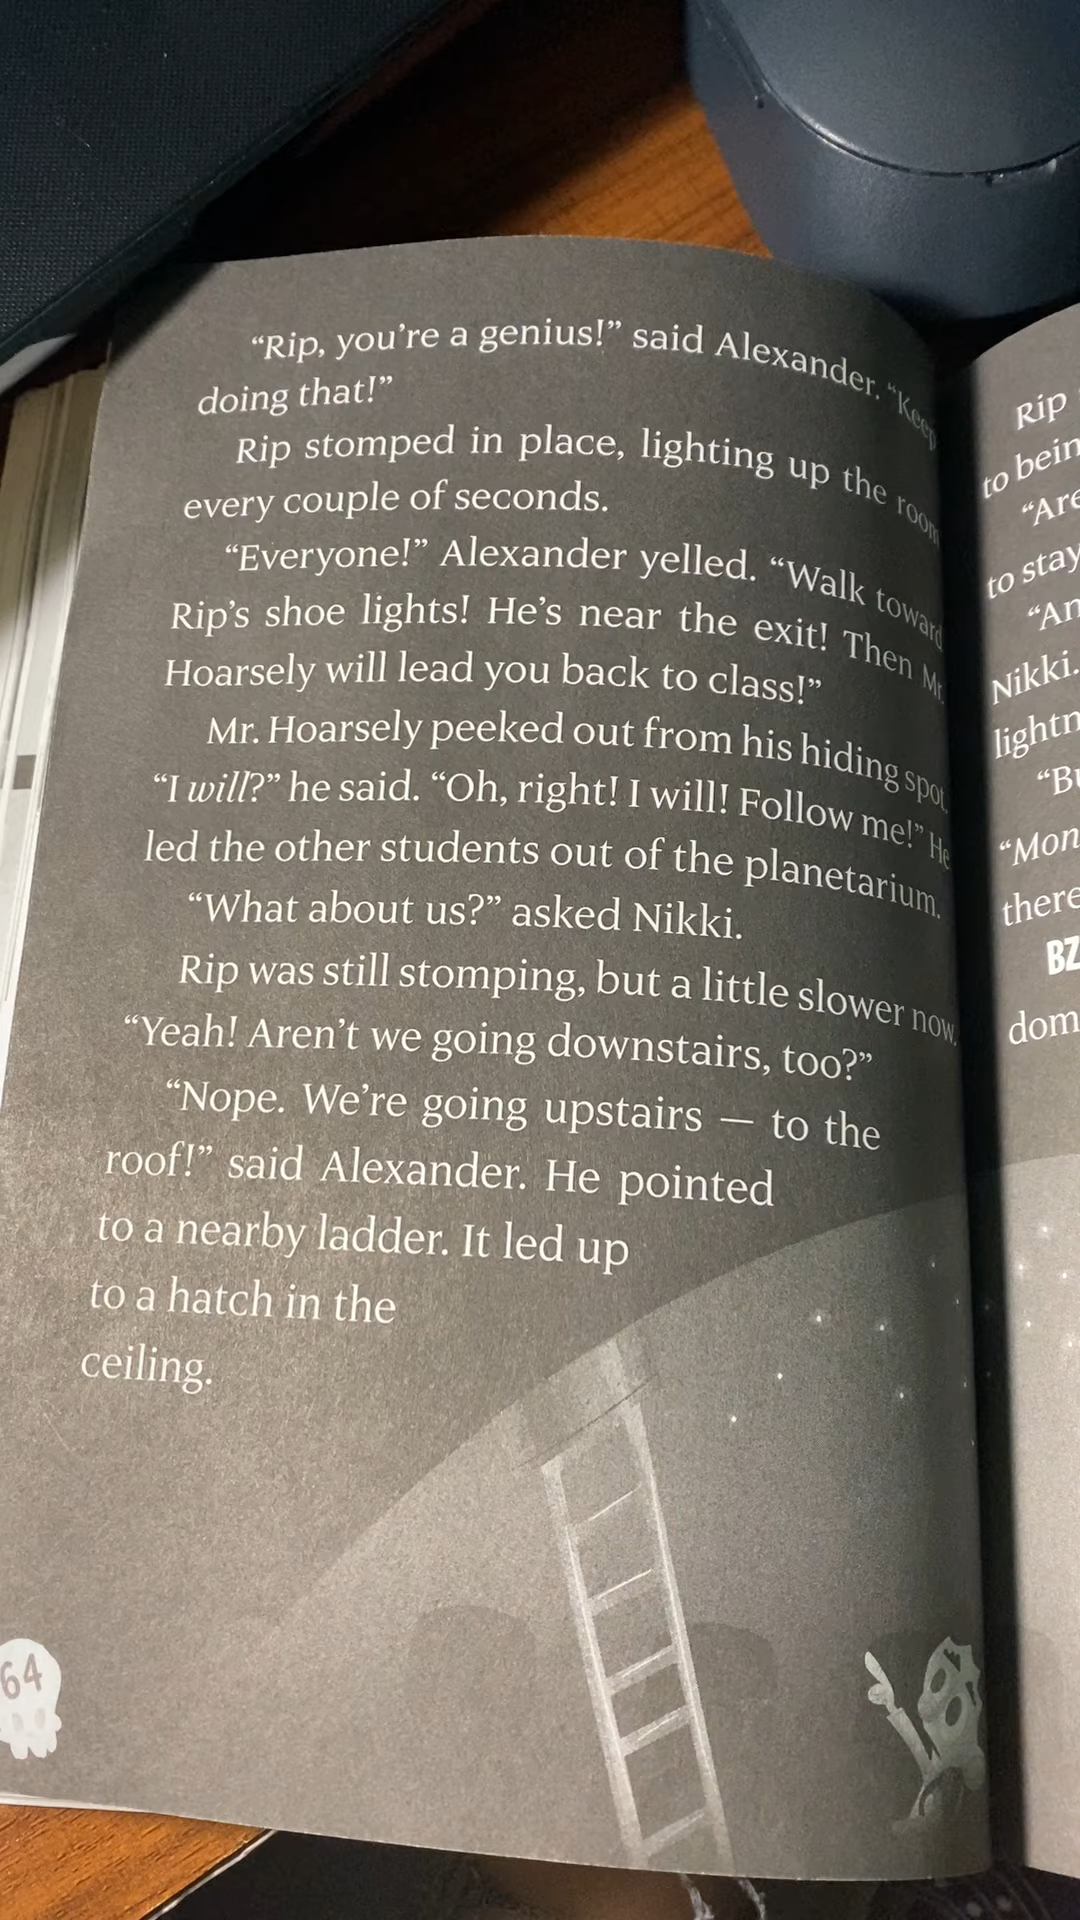 “Rip, you’re a genius!” said Alexander. “Keep
doing that!”
Rip stomped in place, lighting up the room
every couple of seconds.
“Everyone!” Alexander yelled. “Walk toward
Rip’s shoe lights! He’s near the exit! Then Mr.
Hoarsely will lead you back to class!”
Mr. Hoarsely peeked out from his hiding spot.
“I will?” he said. “Oh, right! I will! Follow me!” He
led the other students out of the planetarium.
“What about us?” asked Nikki.
Rip was still stomping, but a little slower now.
“Yeah! Aren’t we going downstairs, too?”
“Nope. We’re going upstairs — to the
roof!” said Alexander. He pointed
to a nearby ladder. It led up
to a hatch in the
ceiling.
64
Rip
to
“Are
to stay
Nikki.
there